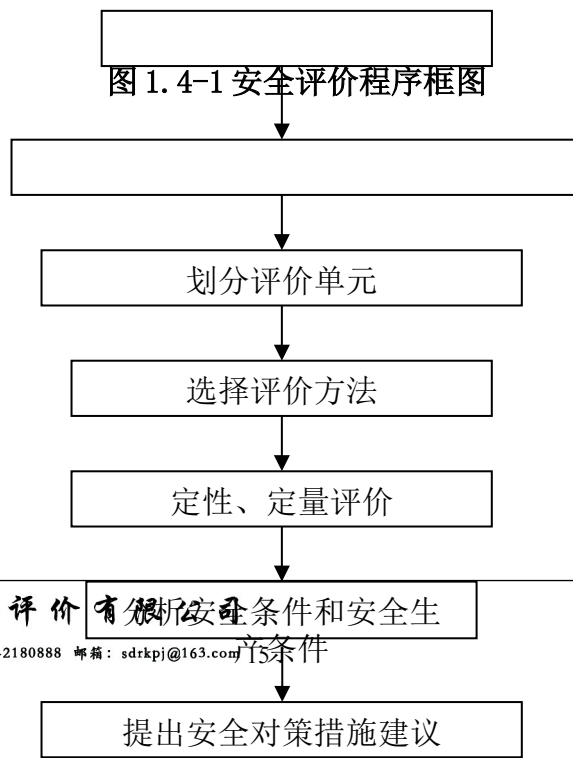 图 1.4-1 安全评价程序框图
划分评价单元
选择评价方法
定性、定量评价
评价有限公司
分析安全条件和安全生
产条件
-2180888 邮箱：sdrkpj@163.com 15
提出安全对策措施建议